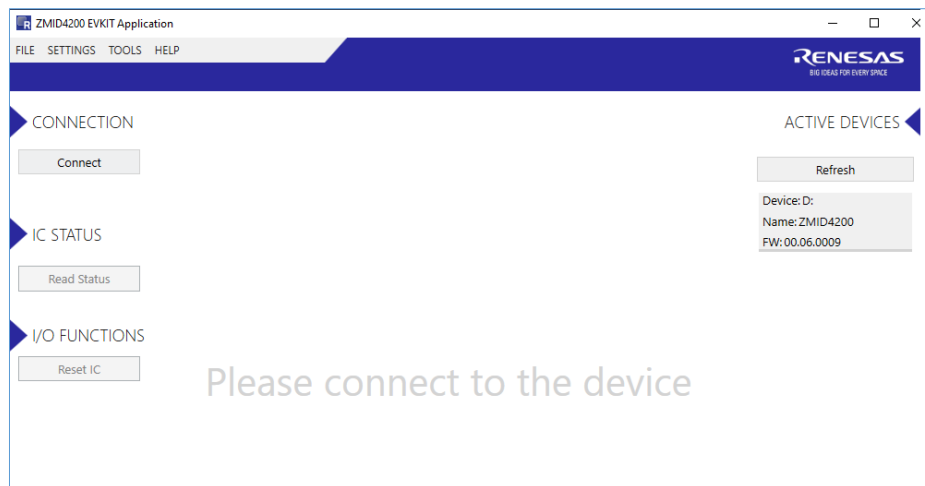 ZMID4200 EVKIT Application
FILE SETTINGS TOOLS HELP
RENESAS
BIG IDEAS FOR EVERY SPACE
CONNECTION
ACTIVE DEVICES
Connect
Refresh
Device: D:
Name: ZMID4200
FW: 00.06.0009
IC STATUS
Read Status
I/O FUNCTIONS
Reset IC
Please connect to the device